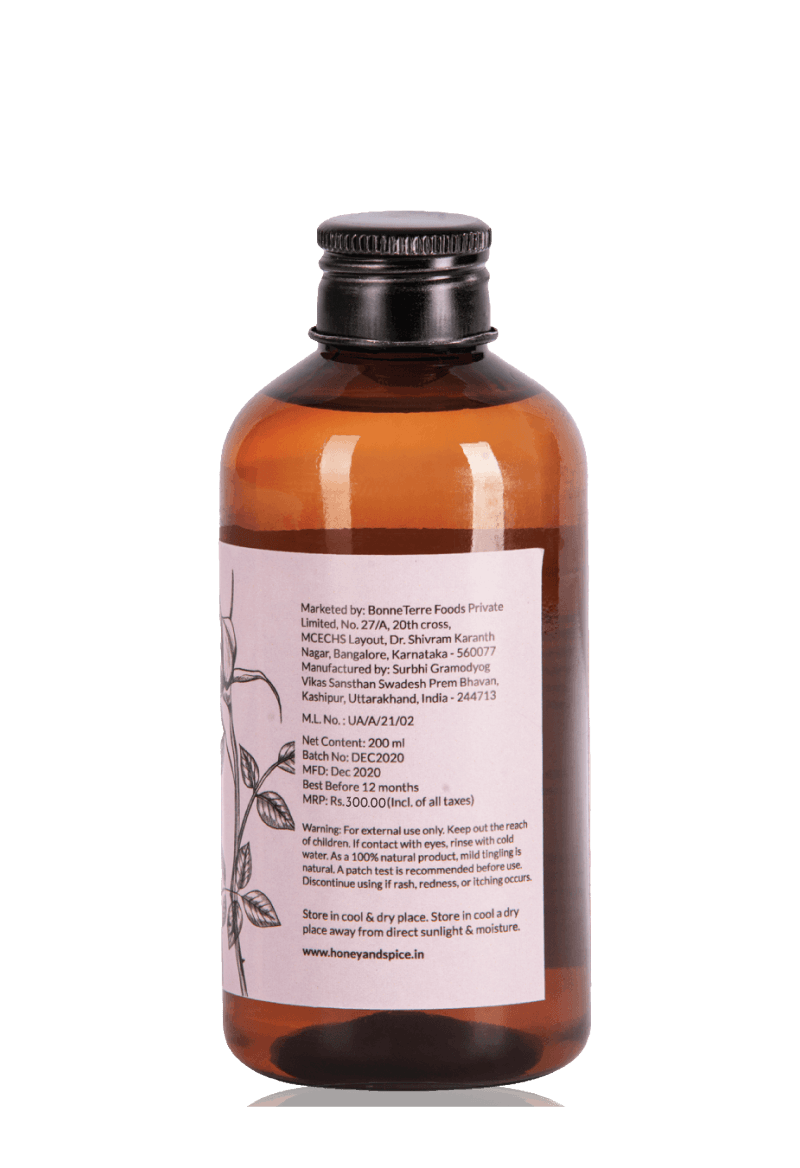 Marketed by: BonneTerre Foods Private
Limited, No. 27/A, 20th cross,
MCECHS Layout, Dr. Shivram Karanth
Nagar, Bangalore, Karnataka - 560077
Manufactured by: Surbhi Gramodyog
Vikas Sansthan Swadesh Prem Bhavan,
Kashipur, Uttarakhand, India - 244713
M.L. No. : UA/A/21/02
Net Content: 200 ml
Batch No: DEC2020
MFD: Dec 2020
Best Before 12 months
MRP: Rs.300.00(Incl. of all taxes)
Warning: For external use only. Keep out the reach
of children. If contact with eyes, rinse with cold
water. As a 100% natural product, mild tingling is
natural. A patch test is recommended before use.
Discontinue using if rash, redness, or itching occurs.
Store in cool & dry place. Store in cool a dry
place away from direct sunlight & moisture.
www.honeyandspice.in